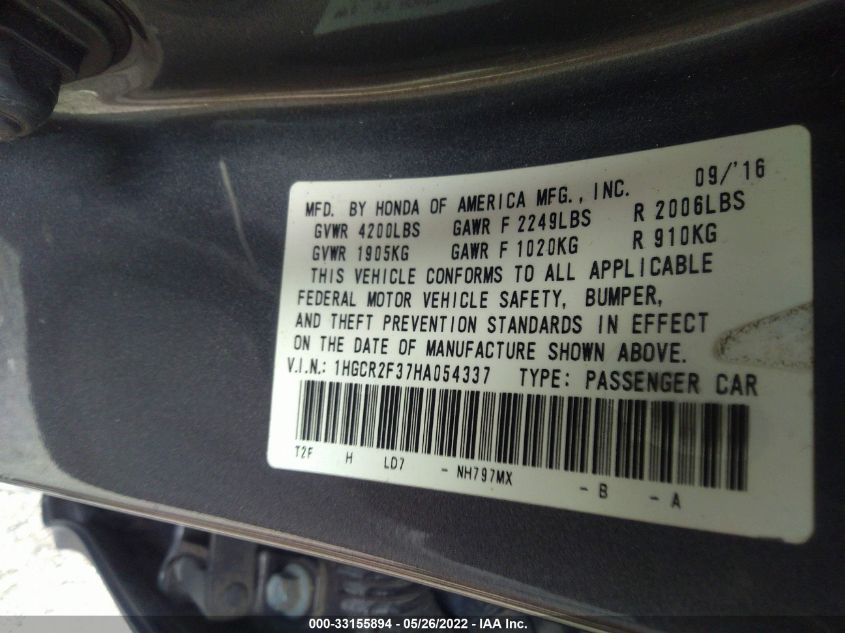 09/'16
MFD. BY HONDA OF AMERICA MFG., INC.
GVWR 4200LBS GAWR F 2249LBS R 2006LBS
GVWR 1905KG GAWR F 1020KG R 910KG
THIS VEHICLE CONFORMS TO ALL APPLICABLE
FEDERAL MOTOR VEHICLE SAFETY, BUMPER,
AND THEFT PREVENTION STANDARDS IN EFFECT
ON THE DATE OF MANUFACTURE SHOWN ABOVE.
V.I.N.: 1HGCR2F37HA054337 TYPE: PASSENGER CAR
T2F H LD7 - NH797MX - B - A
000-33155894 - 05/26/2022 - IAA Inc.